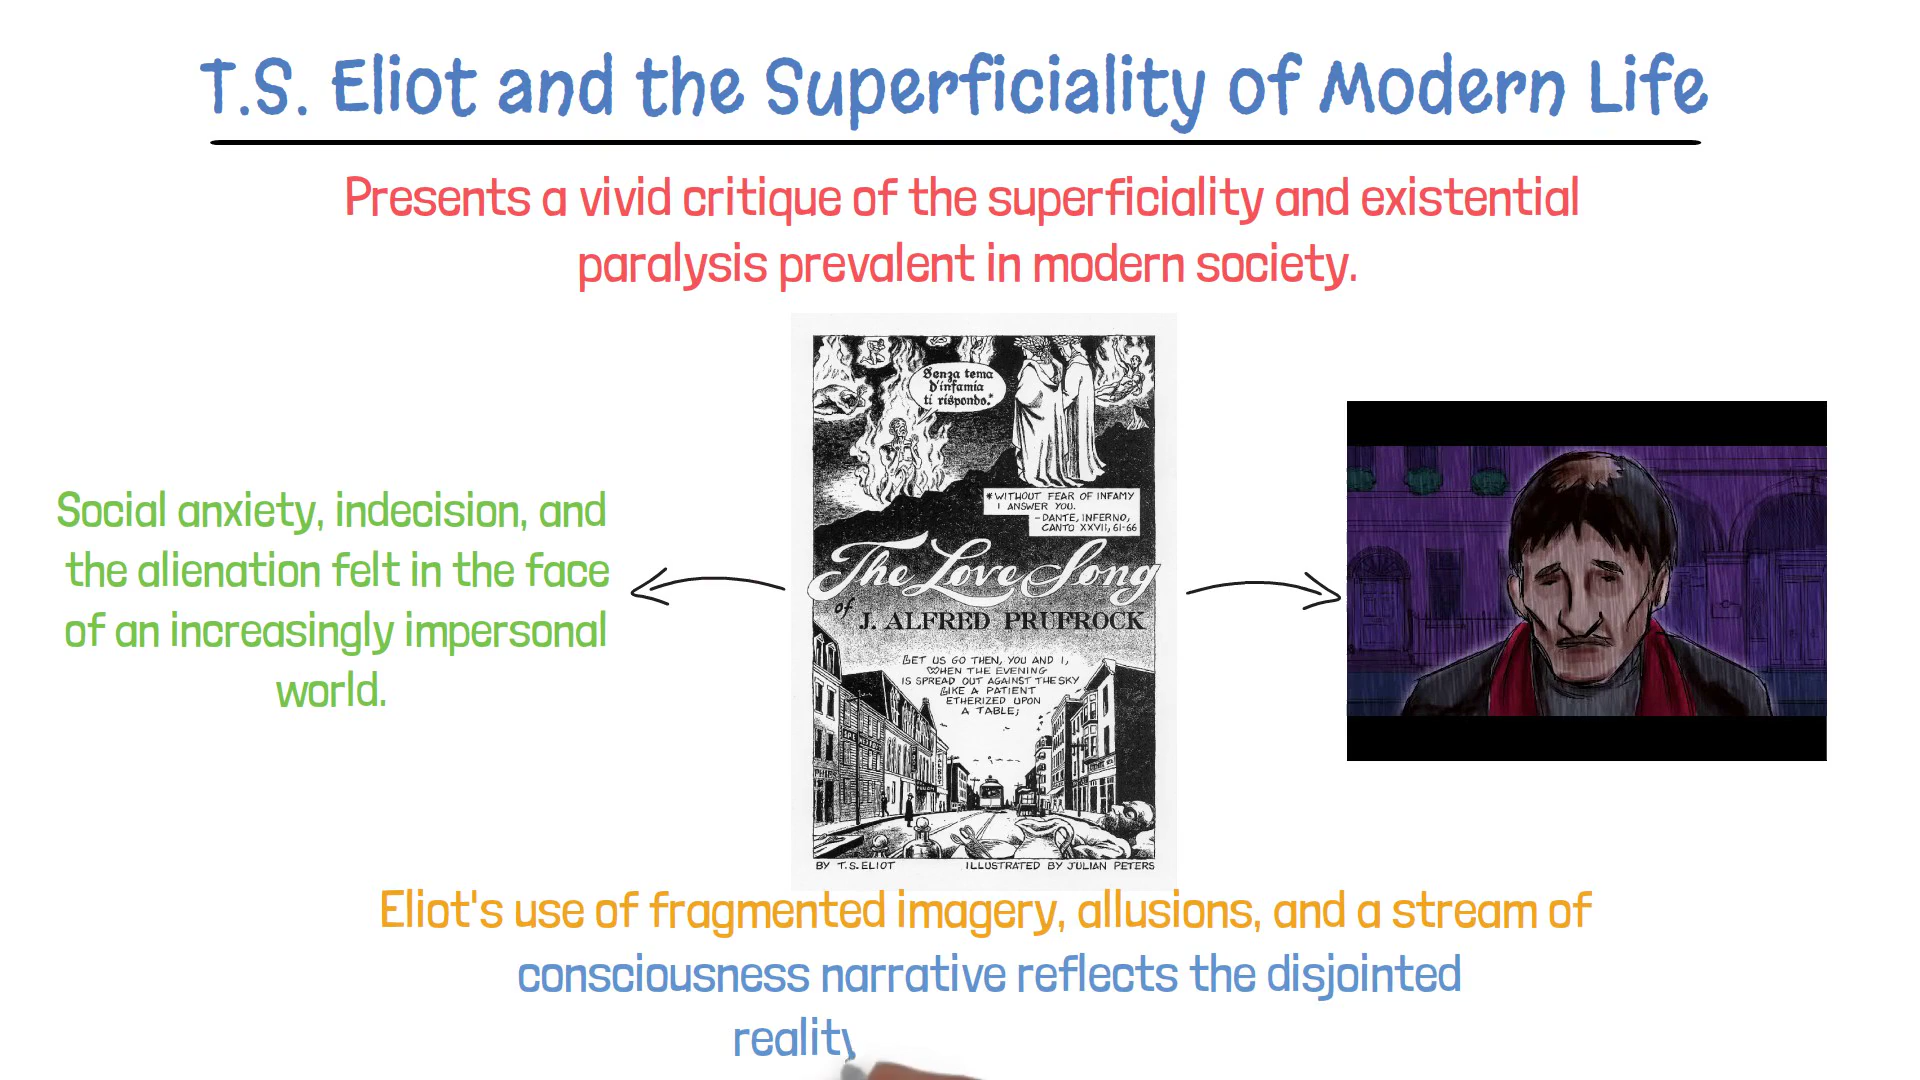 T.S. Eliot and the Superficiality of Modern Life
Presents a vivid critique of the superficiality and existential
paralysis prevalent in modern society.
Senza tema
d'infamia
ti rispondo.*
*WITHOUT FEAR OF INFAMY
I ANSWER YOU.
-DANTE, INFERNO,
CANTO XXVII, 61-66
The Love Song
of
J. ALFRED PRUFROCK
LET US GO THEN, YOU AND I,
WHEN THE EVENING
IS SPREAD OUT AGAINST THE SKY
LIKE A PATIENT
ETHERIZED UPON
A TABLE;
BY T.S. ELIOT
ILLUSTRATED BY JULIAN PETERS
Social anxiety, indecision, and
the alienation felt in the face
of an increasingly impersonal
world.
Eliot's use of fragmented imagery, allusions, and a stream of
consciousness narrative reflects the disjointed
reality